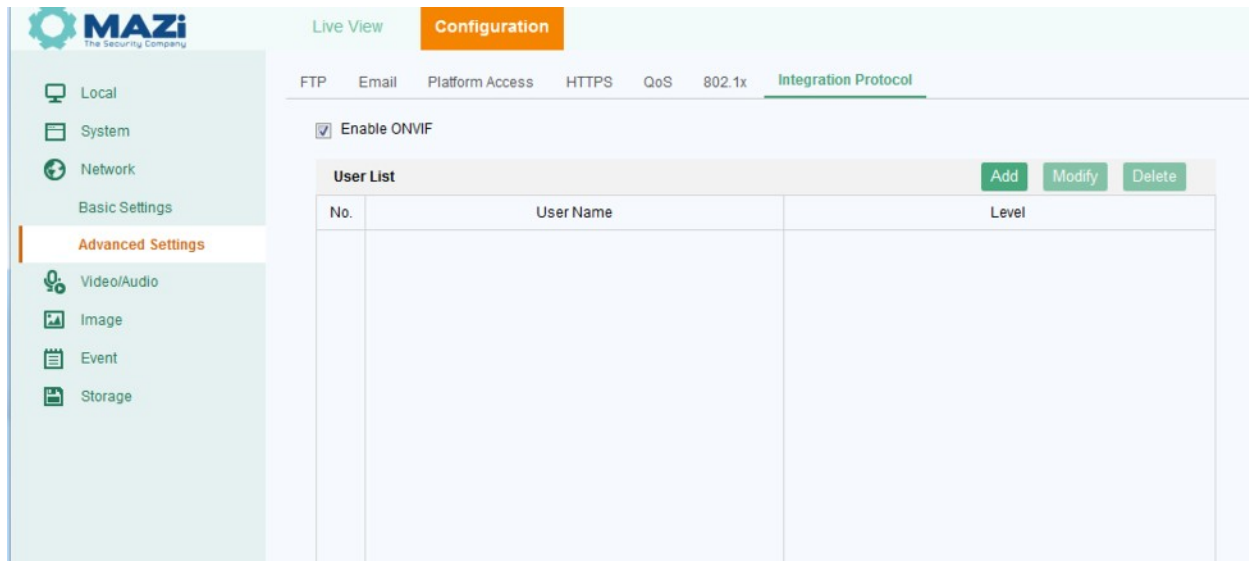 MAZi
The Security Company
Live View
Configuration
Local
System
Network
Basic Settings
Advanced Settings
Video/Audio
Image
Event
Storage
FTP Email Platform Access HTTPS QoS 802.1x Integration Protocol
Enable ONVIF
User List
Add Modify Delete
No. User Name Level